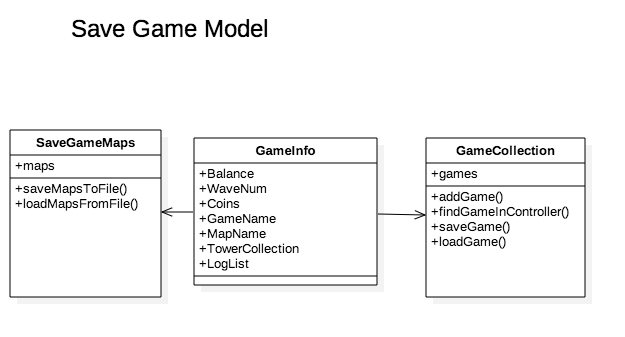 Save Game Model
SaveGameMaps
+maps
+saveMapsToFile()
+loadMapsFromFile()
GameInfo
+Balance
+WaveNum
+Coins
+GameName
+MapName
+TowerCollection
+LogList
GameCollection
+games
+addGame()
+findGameInController()
+saveGame()
+loadGame()